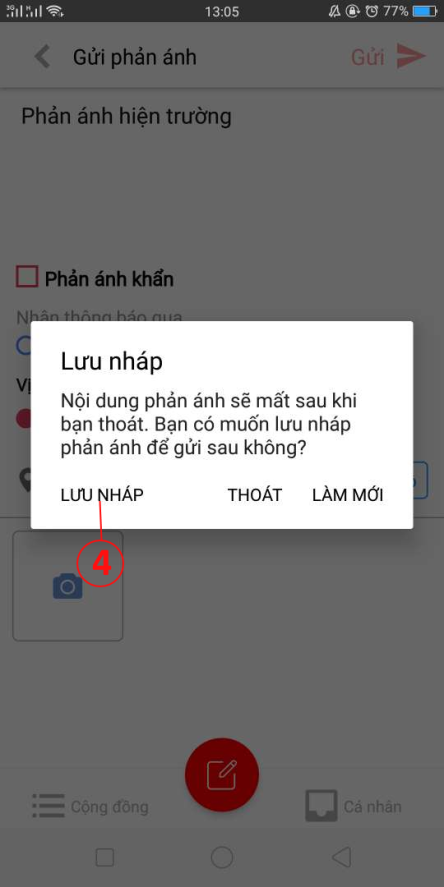 3G H 13:05 77%
Gửi phản ánh Gửi
Phản ánh hiện trường
Phản ánh khẩn
Nhận thông báo qua
Lưu nháp
Nội dung phản ánh sẽ mất sau khi
bạn thoát. Bạn có muốn lưu nháp
phản ánh để gửi sau không?
LƯU NHÁP THOÁT LÀM MỚI
4
Cộng đồng Cá nhân